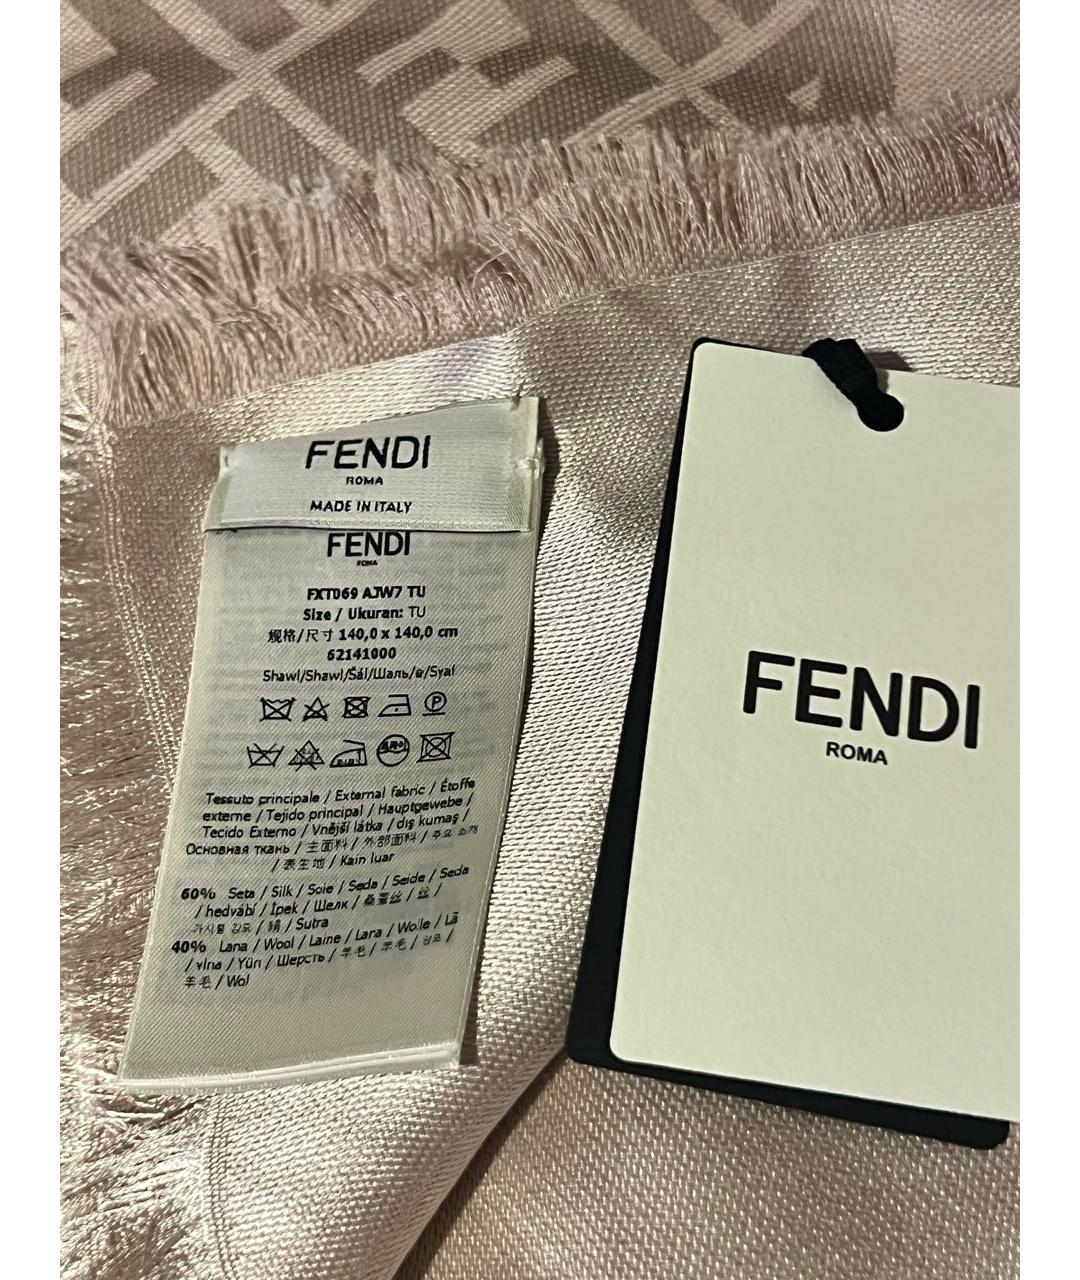 FENDI
ROMA
MADE IN ITALY
FENDI
ROMA
FXT069 AJW7 TU
Size / Ukuran: TU
规格/尺寸 140,0 x 140,0 cm
62141000
Shawl/Shawl/Šál/Шаль/Şal
Tessuto principale / External fabric / Étoffe
externe / Tejido principal / Hauptgewebe /
Tecido Externo / Vnější látka / dış kumaş /
Основная ткань / 主面料 / 外部面料 /
/ 表生地 / Kain luar
60% Seta / Silk / Soie / Seda / Seide / Seda
/ hedvábí / İpek / Шелк / 桑蚕丝 / 丝 /
/ 絹 / Sutra
40% Lana / Wool / Laine / Lana / Wolle / Lã
/ vlna / Yün / Шерсть / 羊毛 / 羊毛 /
羊毛 / Wol
FENDI
ROMA